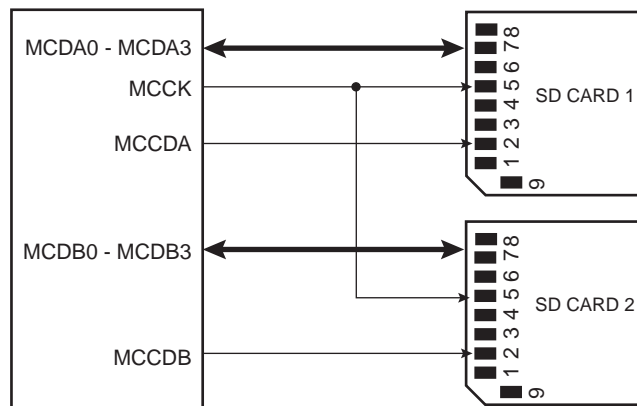 MCDA0 - MCDA3
MCCK
MCCDA
MCDB0 - MCDB3
MCCDB
8
7
6
5
4
3
2
1
9
SD CARD 1
8
7
6
5
4
3
2
1
9
SD CARD 2